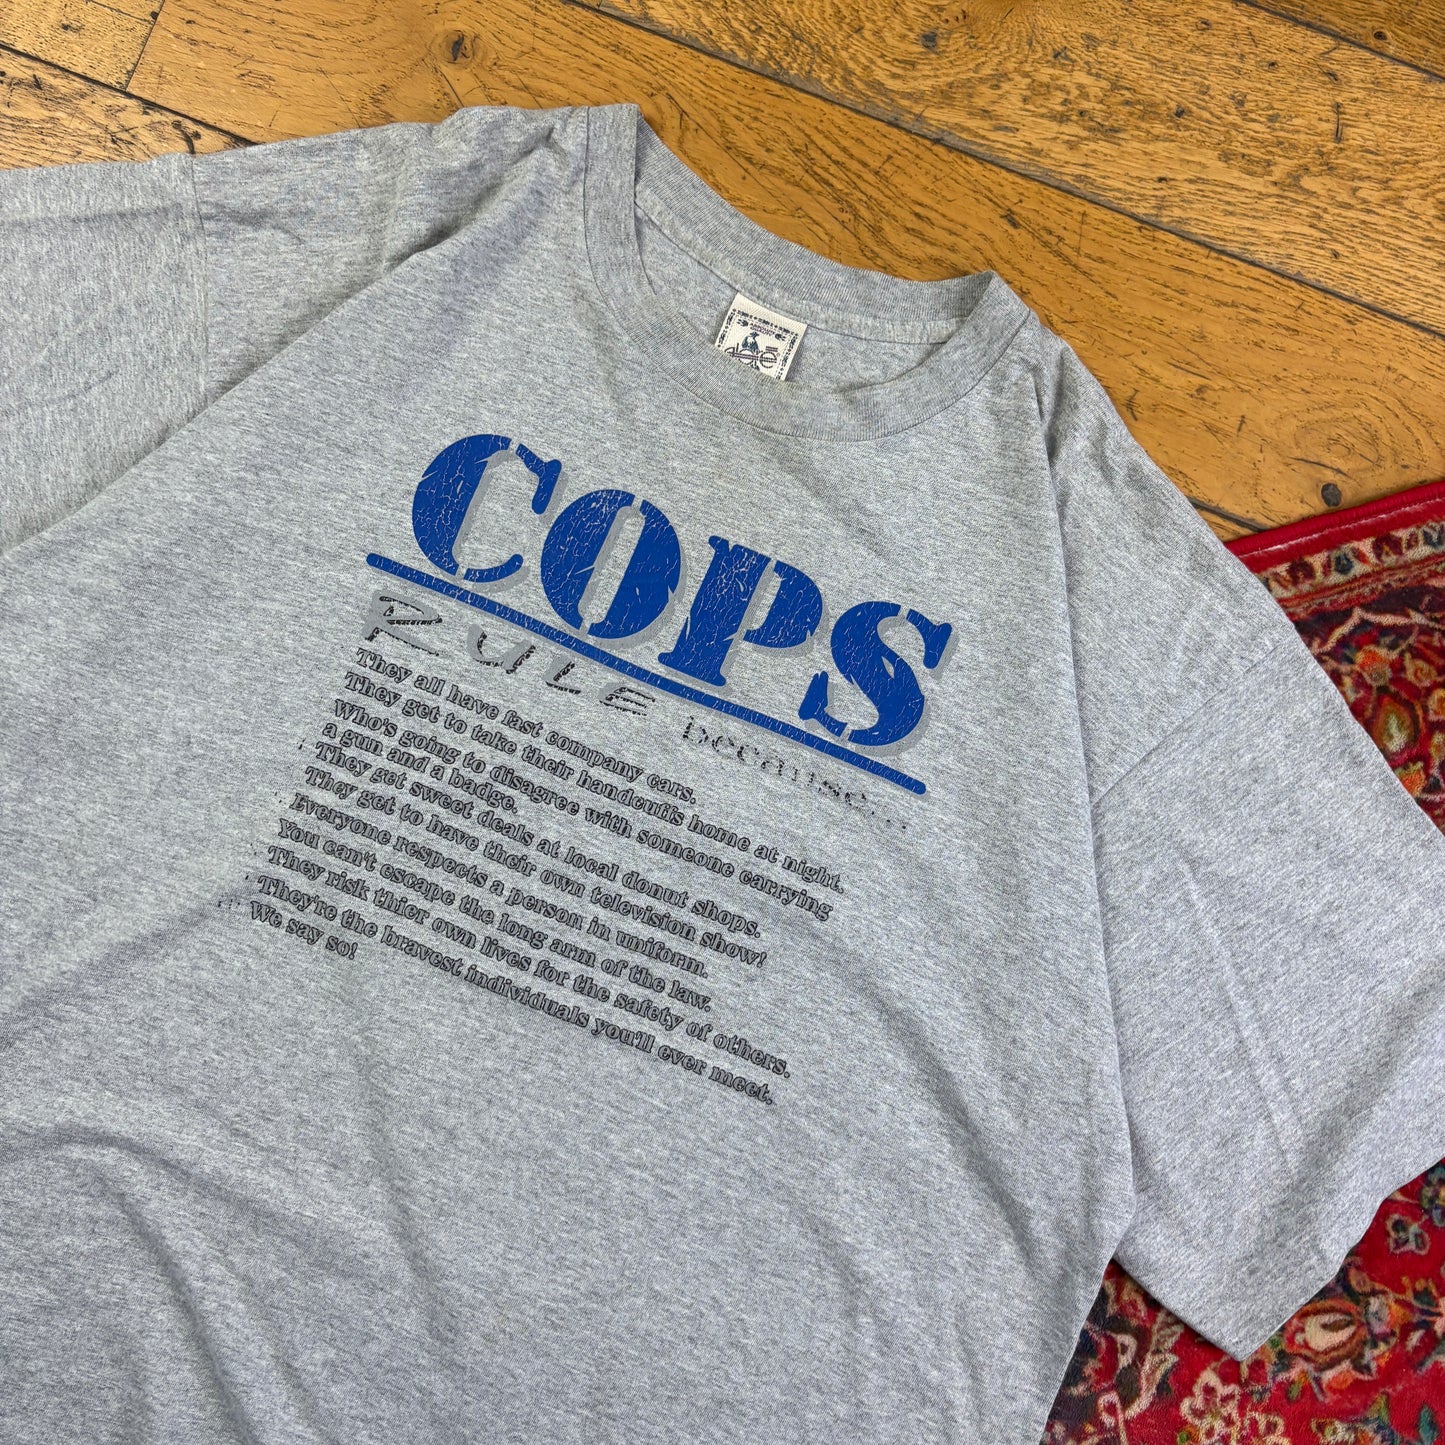 COPS
RULE because...
They all have fast company cars.
They get to take their handcuffs home at night.
Who's going to disagree with someone carrying
a gun and a badge.
They get sweet deals at local donut shops.
They get to have their own television show!
Everyone respects a person in uniform.
You can't escape the long arm of the law.
They risk thier own lives for the safety of others.
They're the bravest individuals you'll ever meet.
We say so!